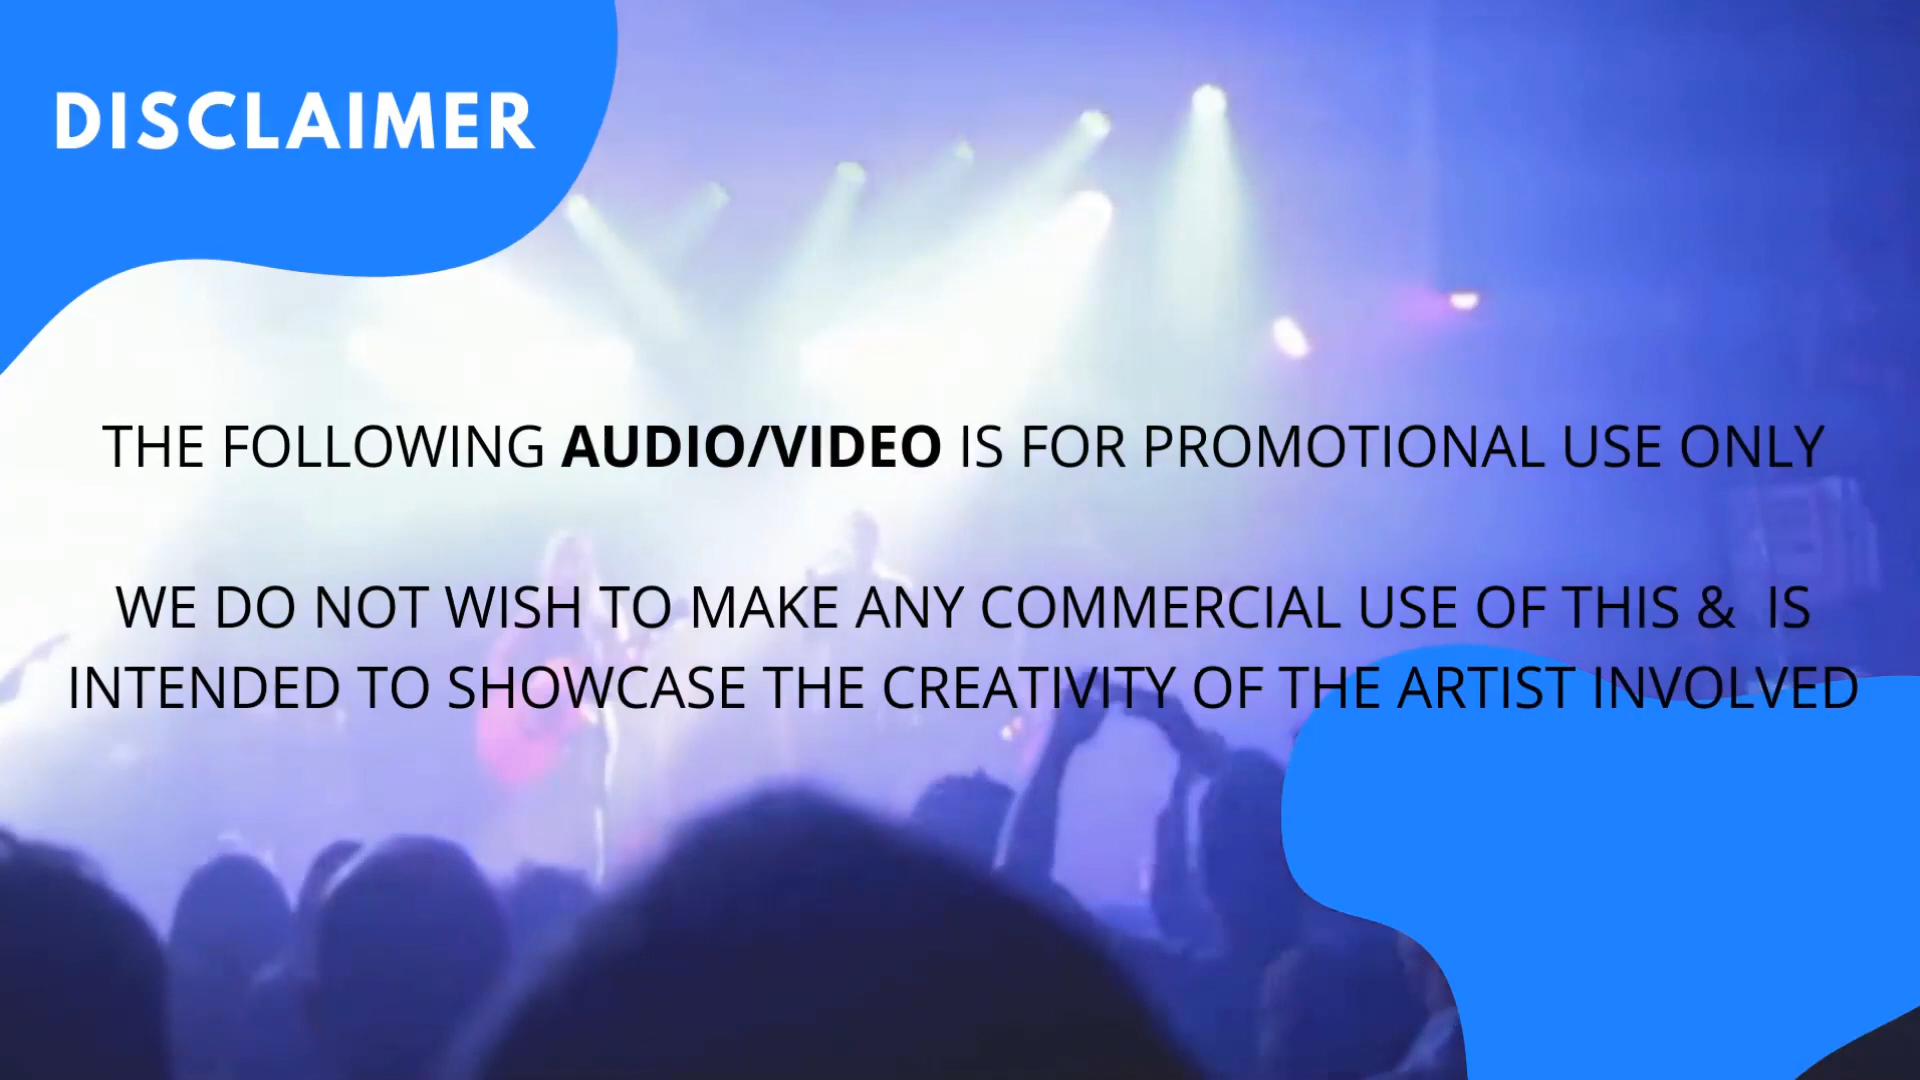 DISCLAIMER
THE FOLLOWING AUDIO/VIDEO IS FOR PROMOTIONAL USE ONLY
WE DO NOT WISH TO MAKE ANY COMMERCIAL USE OF THIS &  IS
INTENDED TO SHOWCASE THE CREATIVITY OF THE ARTIST INVOLVED